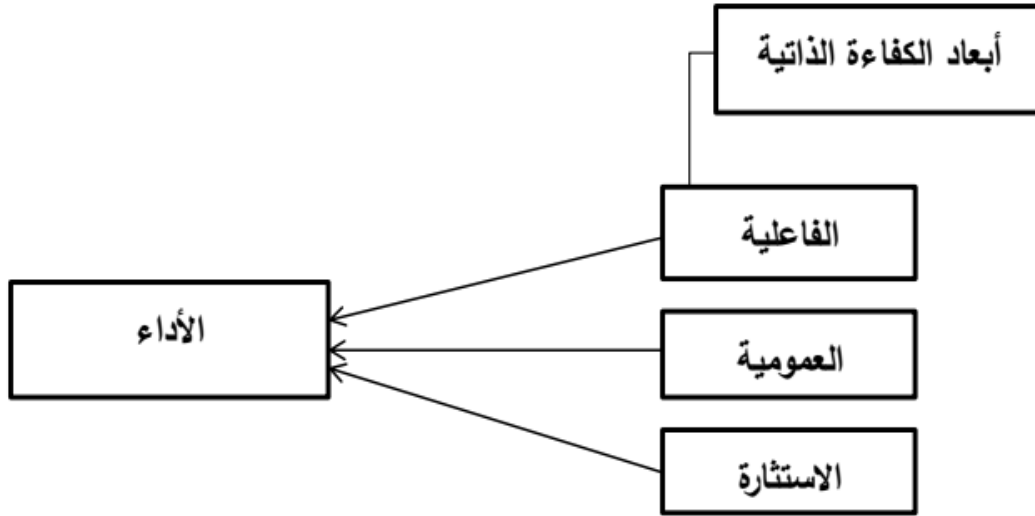 أبعاد الكفاءة الذاتية
الفاعلية
العمومية
الاستثارة
الأداء